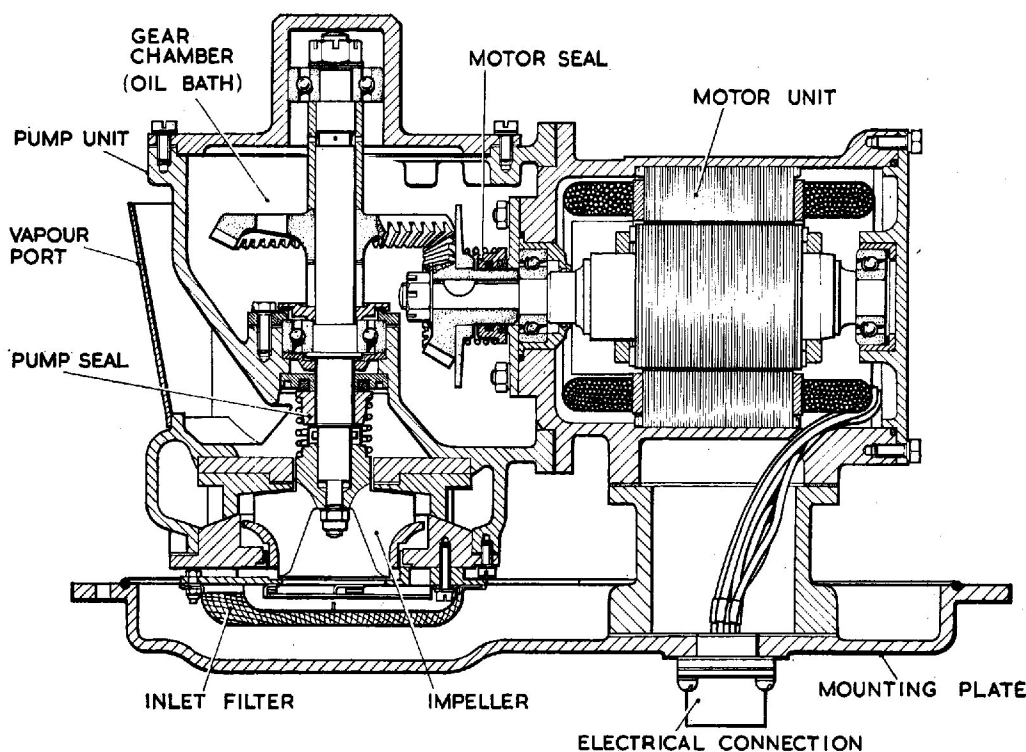 GEAR
CHAMBER
(OIL BATH)
MOTOR SEAL
MOTOR UNIT
PUMP UNIT
VAPOUR
PORT
PUMP SEAL
INLET FILTER
IMPELLER
MOUNTING PLATE
ELECTRICAL CONNECTION